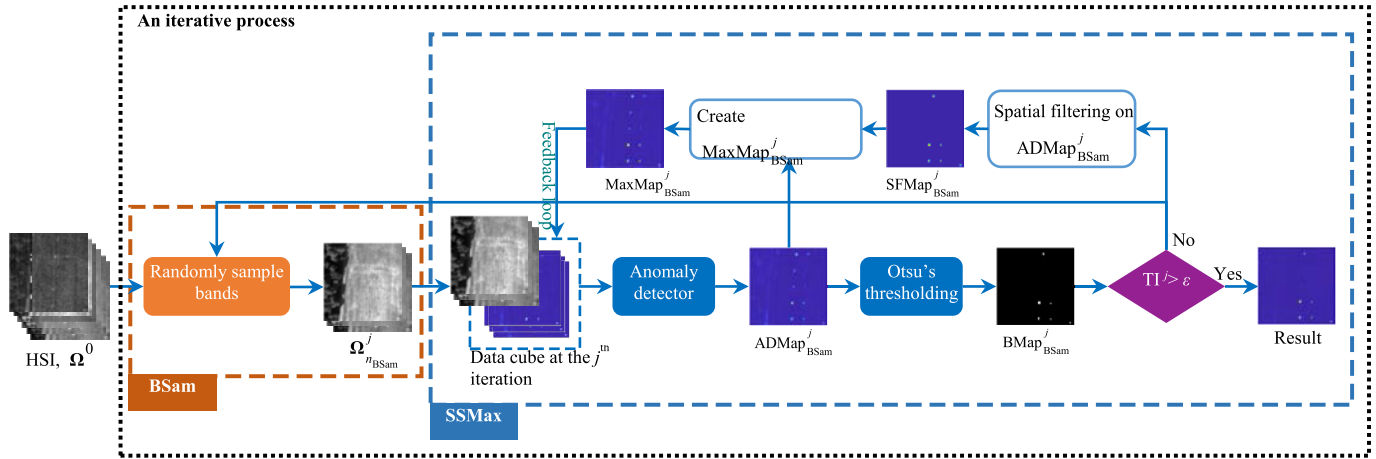 An iterative process
Spatial filtering on
ADMap^j_BSam
SFMap^j_BSam
Create
MaxMap^j_BSam
MaxMap^j_BSam
Feedback loop
HSI, Ω^0
Randomly sample
bands
Ω^j_{n_BSam}
BSam
Data cube at the j^th
iteration
Anomaly
detector
ADMap^j_BSam
Otsu's
thresholding
BMap^j_BSam
TI^j > ε
No
Yes
Result
SSMax